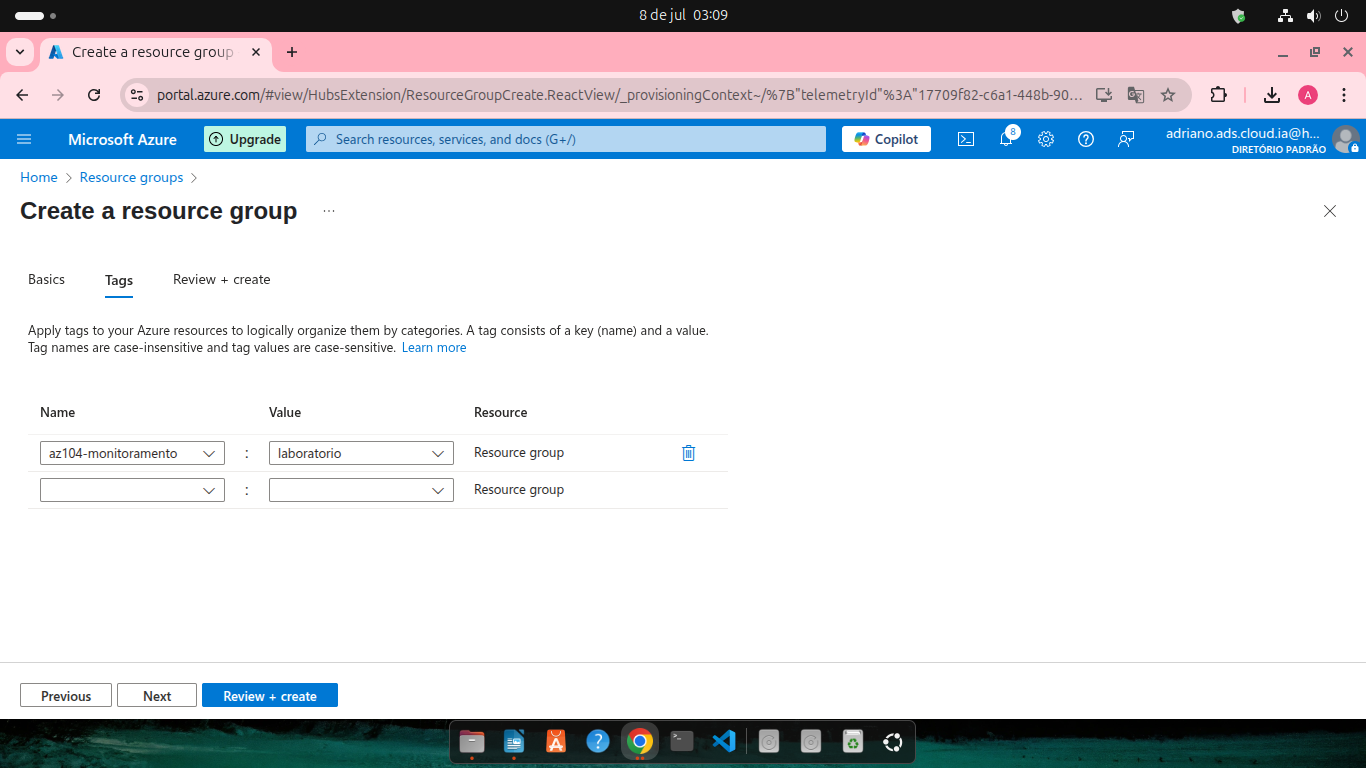 8 de jul 03:09
Create a resource group
portal.azure.com/#view/HubsExtension/ResourceGroupCreate.ReactView/_provisioningContext~/%7B"telemetryId"%3A"17709f82-c6a1-448b-90...
A
Microsoft Azure
Upgrade
Search resources, services, and docs (G+/)
Copilot
8
adriano.ads.cloud.ia@h...
DIRETÓRIO PADRÃO
Home
Resource groups
Create a resource group
...
Basics
Tags
Review + create
Apply tags to your Azure resources to logically organize them by categories. A tag consists of a key (name) and a value.
Tag names are case-insensitive and tag values are case-sensitive. Learn more
Name Value Resource
az104-monitoramento : laboratorio Resource group
: Resource group
Previous
Next
Review + create